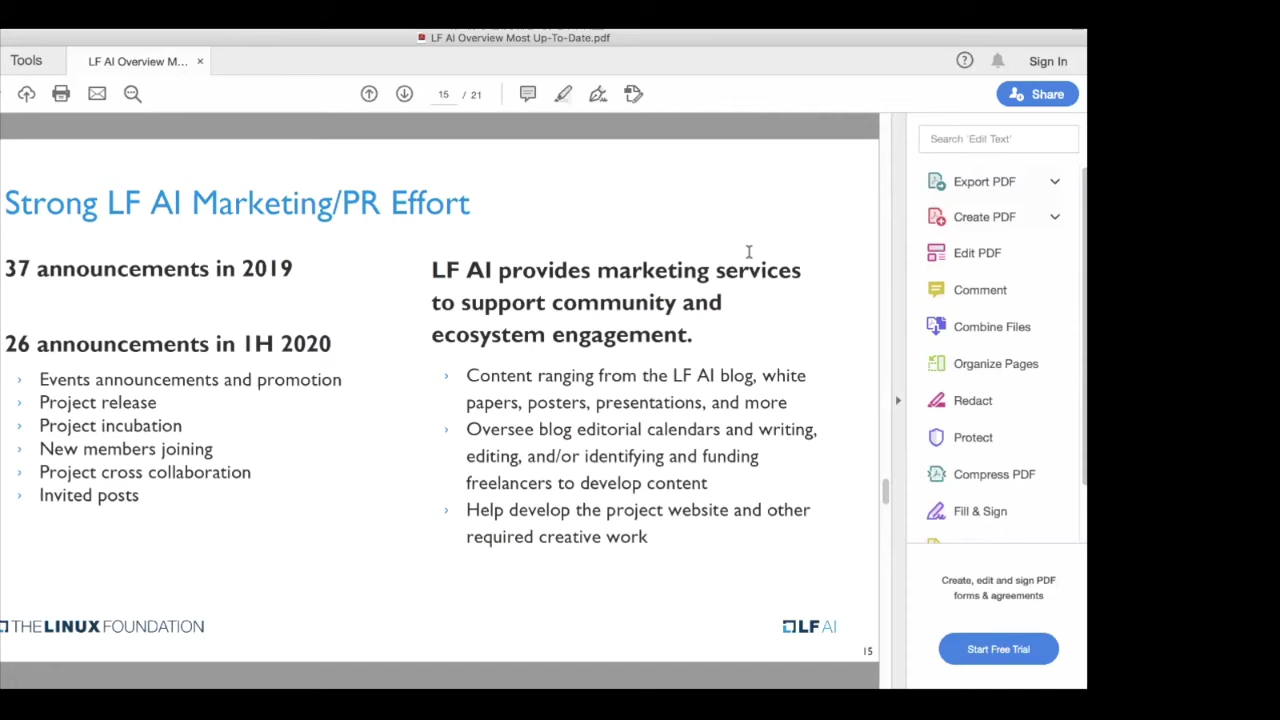 LF AI Overview Most Up-To-Date.pdf
Tools
LF AI Overview M... ×
Sign In
15 / 21
Share
Search 'Edit Text'
Export PDF
Create PDF
Edit PDF
Comment
Combine Files
Organize Pages
Redact
Protect
Compress PDF
Fill & Sign
Create, edit and sign PDF
forms & agreements
Start Free Trial
Strong LF AI Marketing/PR Effort
37 announcements in 2019
26 announcements in 1H 2020
› Events announcements and promotion
› Project release
› Project incubation
› New members joining
› Project cross collaboration
› Invited posts
LF AI provides marketing services
to support community and
ecosystem engagement.
› Content ranging from the LF AI blog, white
papers, posters, presentations, and more
› Oversee blog editorial calendars and writing,
editing, and/or identifying and funding
freelancers to develop content
› Help develop the project website and other
required creative work
THE LINUX FOUNDATION
LF AI
15